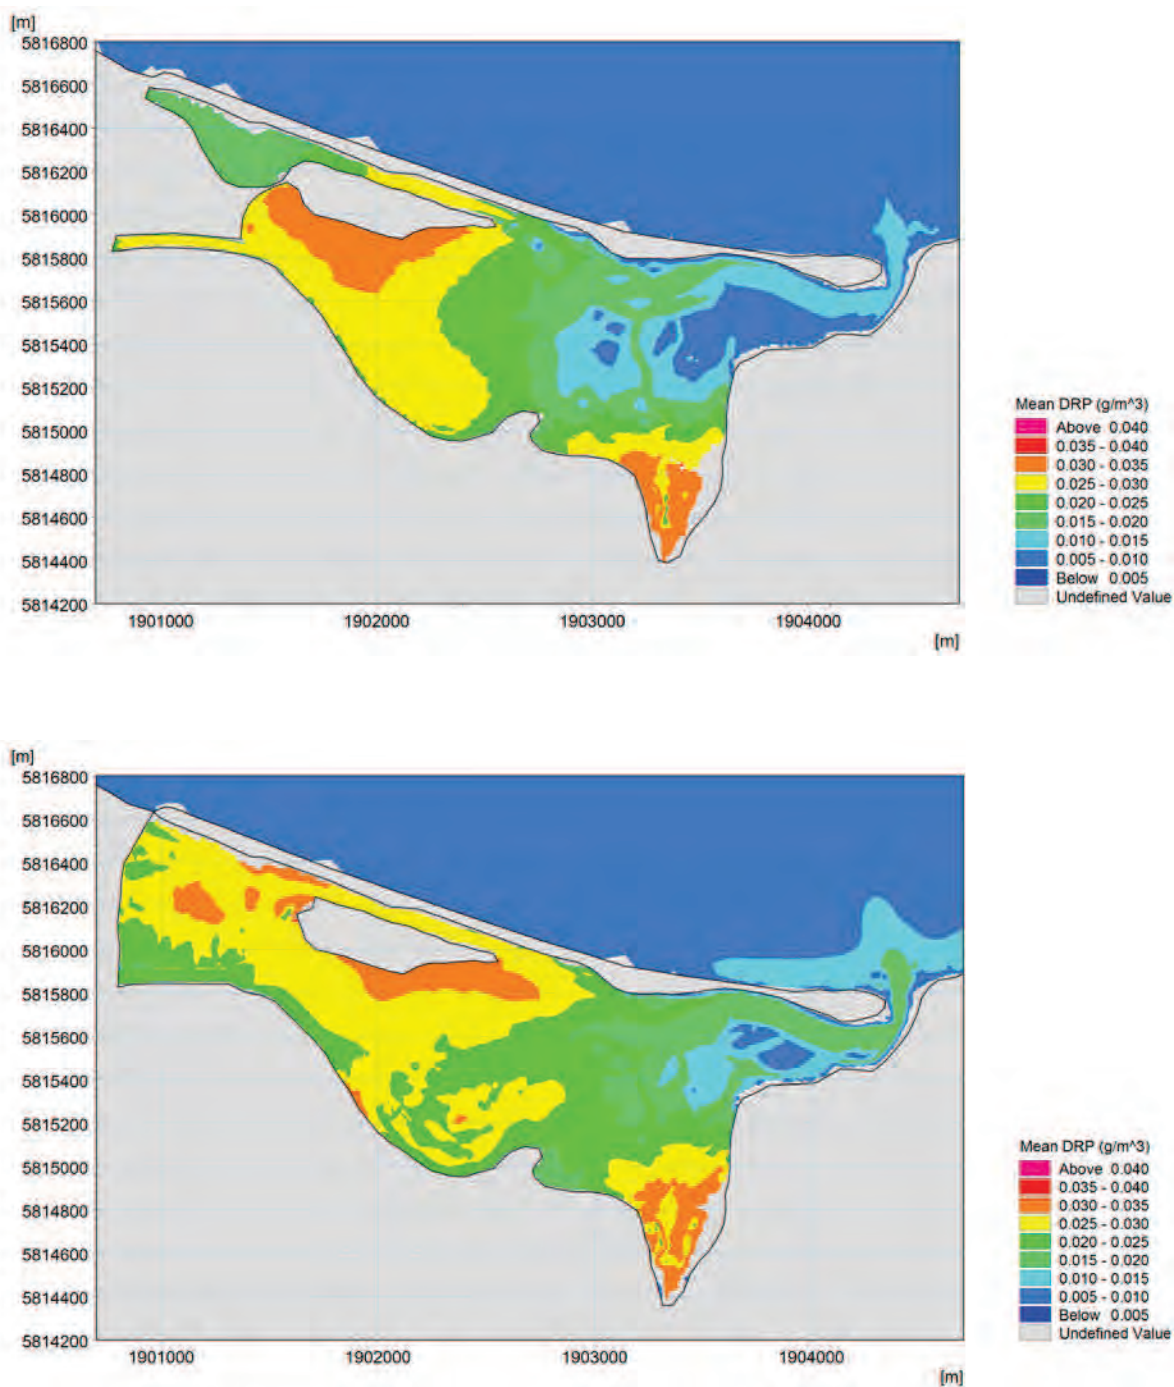 [m]
5816800
5816600
5816400
5816200
5816000
5815800
5815600
5815400
5815200
5815000
5814800
5814600
5814400
5814200
1901000 1902000 1903000 1904000
[m]
Mean DRP (g/m^3)
Above 0.040
0.035 - 0.040
0.030 - 0.035
0.025 - 0.030
0.020 - 0.025
0.015 - 0.020
0.010 - 0.015
0.005 - 0.010
Below 0.005
Undefined Value
[m]
5816800
5816600
5816400
5816200
5816000
5815800
5815600
5815400
5815200
5815000
5814800
5814600
5814400
5814200
1901000 1902000 1903000 1904000
[m]
Mean DRP (g/m^3)
Above 0.040
0.035 - 0.040
0.030 - 0.035
0.025 - 0.030
0.020 - 0.025
0.015 - 0.020
0.010 - 0.015
0.005 - 0.010
Below 0.005
Undefined Value